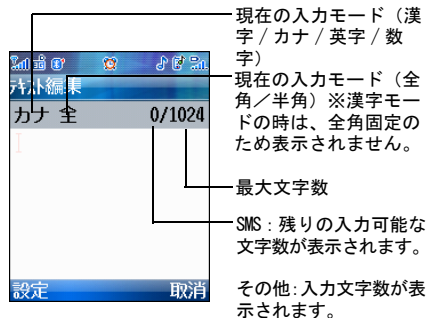 テキスト編集
カナ 全
0/1024
設定
取消
現在の入力モード（漢
字／カナ／英字／数
字）
現在の入力モード（全
角／半角）※漢字モー
ドの時は、全角固定の
ため表示されません。
最大文字数
SMS：残りの入力可能な
文字数が表示されます。
その他：入力文字数が表
示されます。